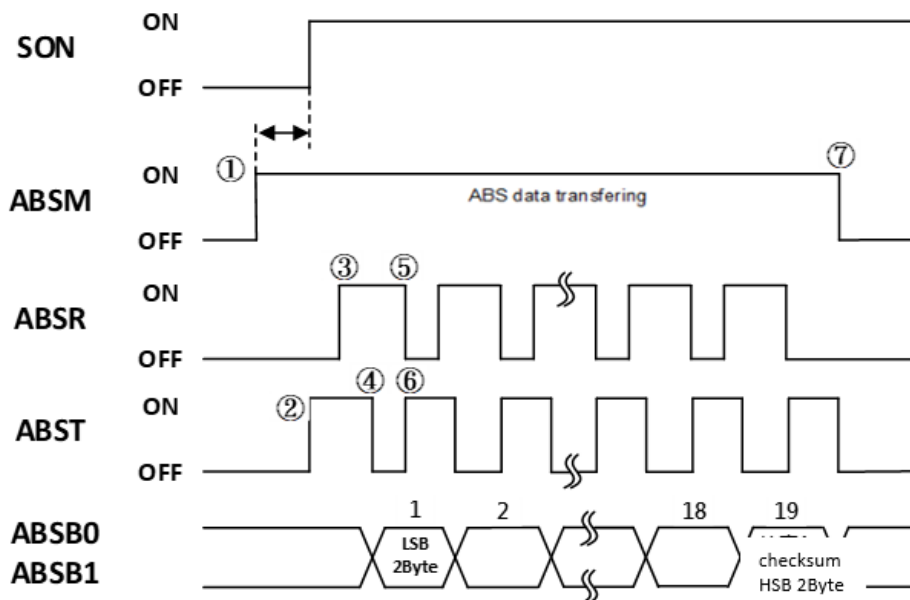 SON
ON
OFF
ABSM
ON
OFF
①
⑦
ABS data transfering
ABSR
ON
OFF
③
⑤
ABST
ON
OFF
②
④
⑥
ABSB0
ABSB1
1
LSB
2Byte
2
18
19
checksum
HSB 2Byte